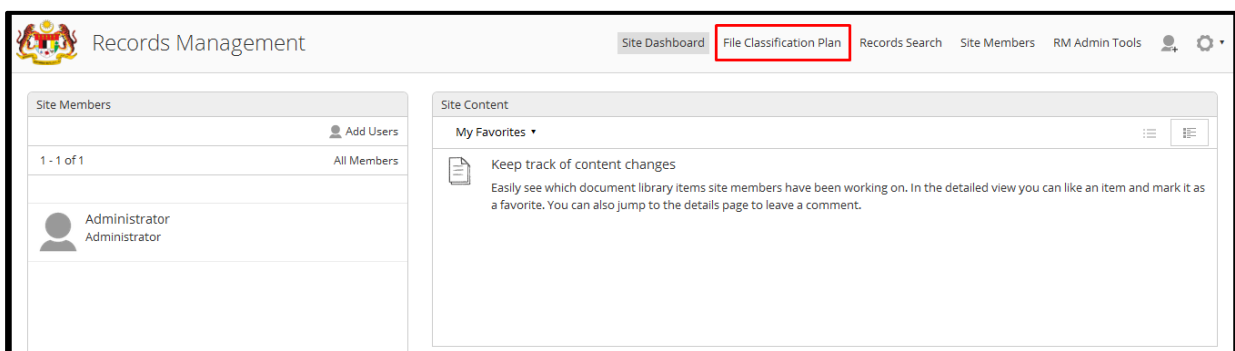 Records Management
Site Dashboard File Classification Plan Records Search Site Members RM Admin Tools
Site Members
Add Users
1 - 1 of 1 All Members
Administrator
Administrator
Site Content
My Favorites
Keep track of content changes
Easily see which document library items site members have been working on. In the detailed view you can like an item and mark it as
a favorite. You can also jump to the details page to leave a comment.